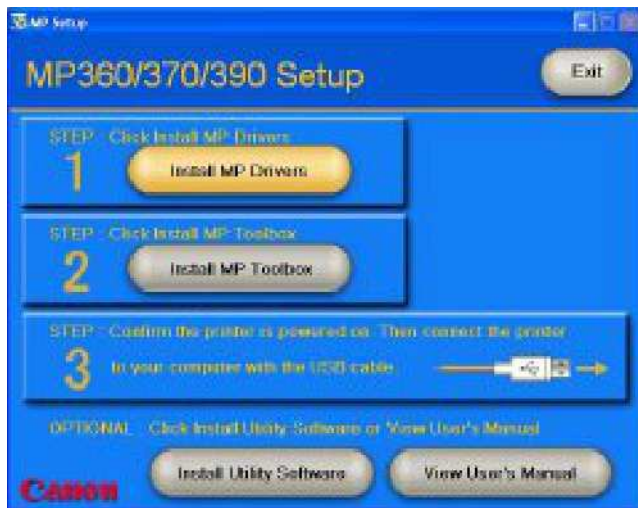 MP Setup
MP360/370/390 Setup
Exit
STEP : Click Install MP Drivers
1
Install MP Drivers
STEP : Click Install MP Toolbox
2
Install MP Toolbox
STEP : Confirm the printer is powered on. Then connect the printer
3
to your computer with the USB cable.
OPTIONAL : Click Install Utility Software or View User's Manual
Canon
Install Utility Software
View User's Manual